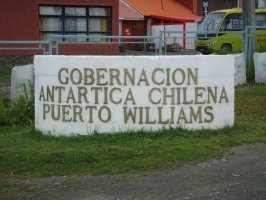 GOBERNACION
ANTARTICA CHILENA
PUERTO WILLIAMS